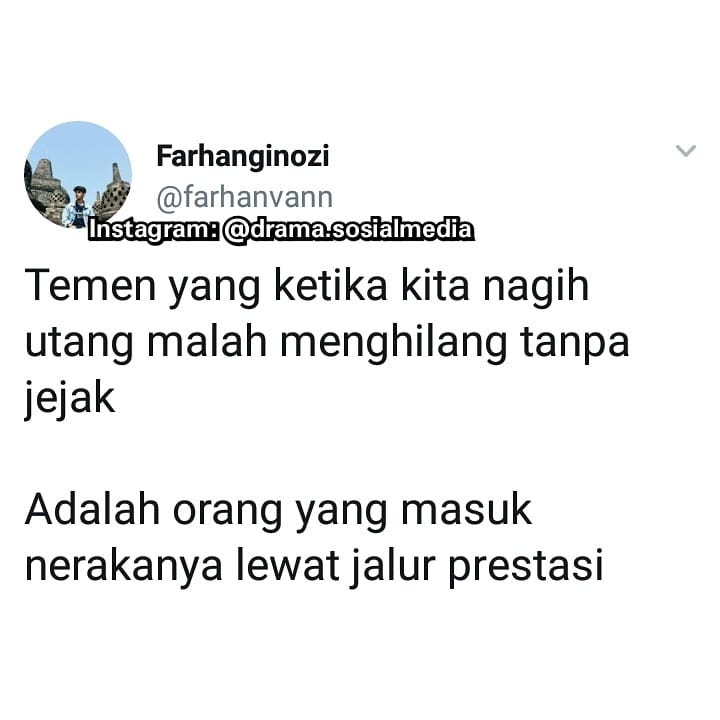 Farhanginozi
@farhanvann
Instagram: @drama.sosialmedia
Temen yang ketika kita nagih
utang malah menghilang tanpa
jejak
Adalah orang yang masuk
nerakanya lewat jalur prestasi